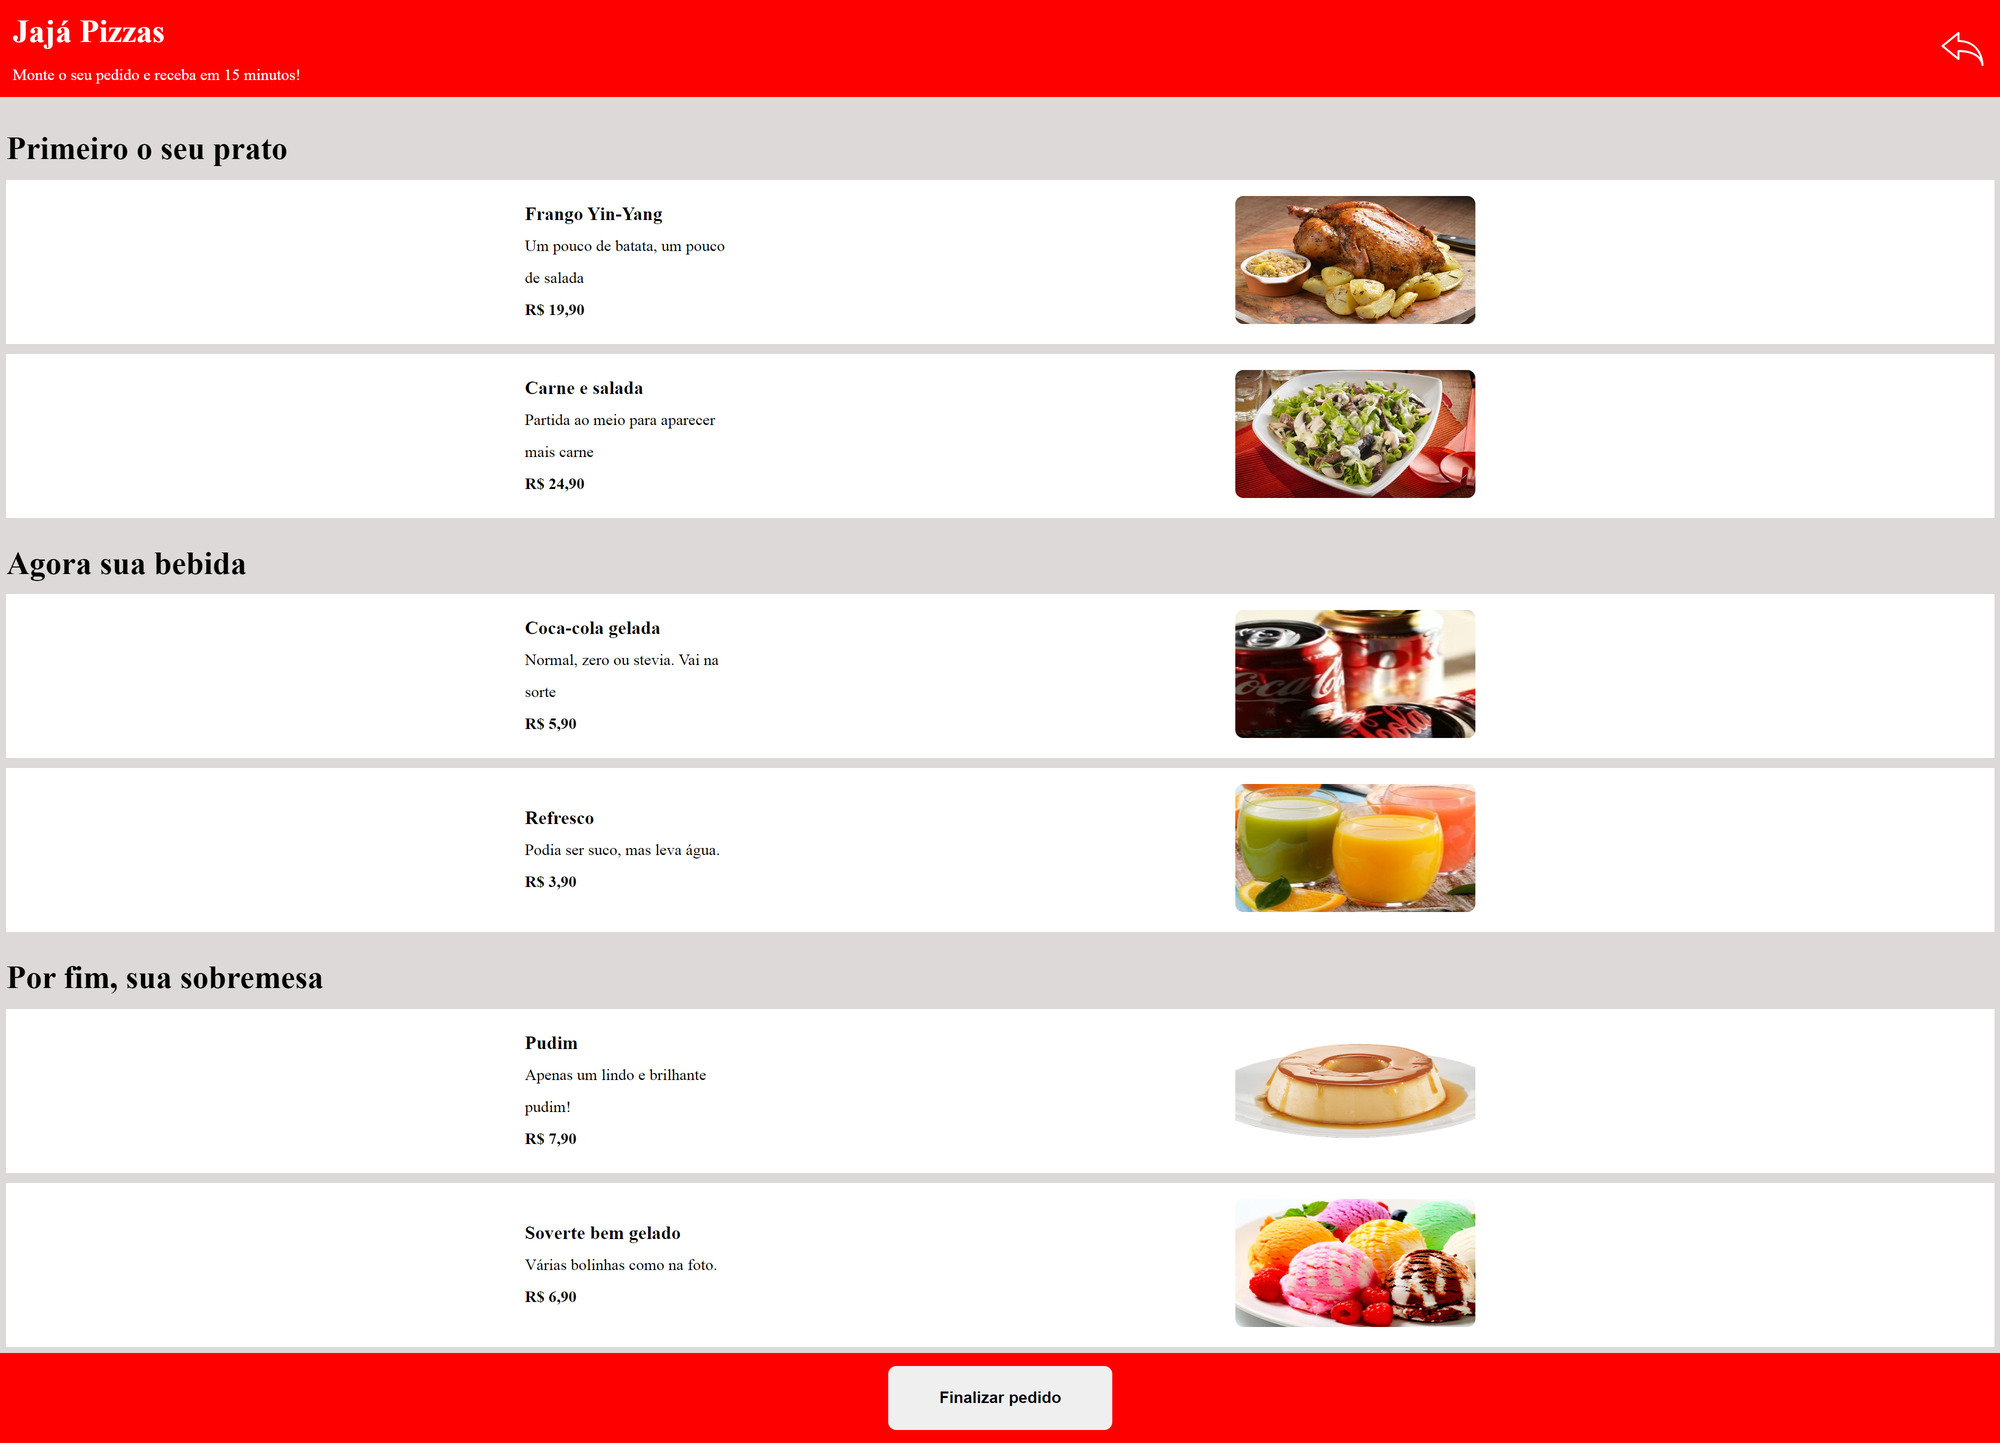 Jajá Pizzas
Monte o seu pedido e receba em 15 minutos!
Primeiro o seu prato
Frango Yin-Yang
Um pouco de batata, um pouco
de salada
R$ 19,90
Carne e salada
Partida ao meio para aparecer
mais carne
R$ 24,90
Agora sua bebida
Coca-cola gelada
Normal, zero ou stevia. Vai na
sorte
R$ 5,90
Refresco
Podia ser suco, mas leva água.
R$ 3,90
Por fim, sua sobremesa
Pudim
Apenas um lindo e brilhante
pudim!
R$ 7,90
Soverte bem gelado
Várias bolinhas como na foto.
R$ 6,90
Finalizar pedido